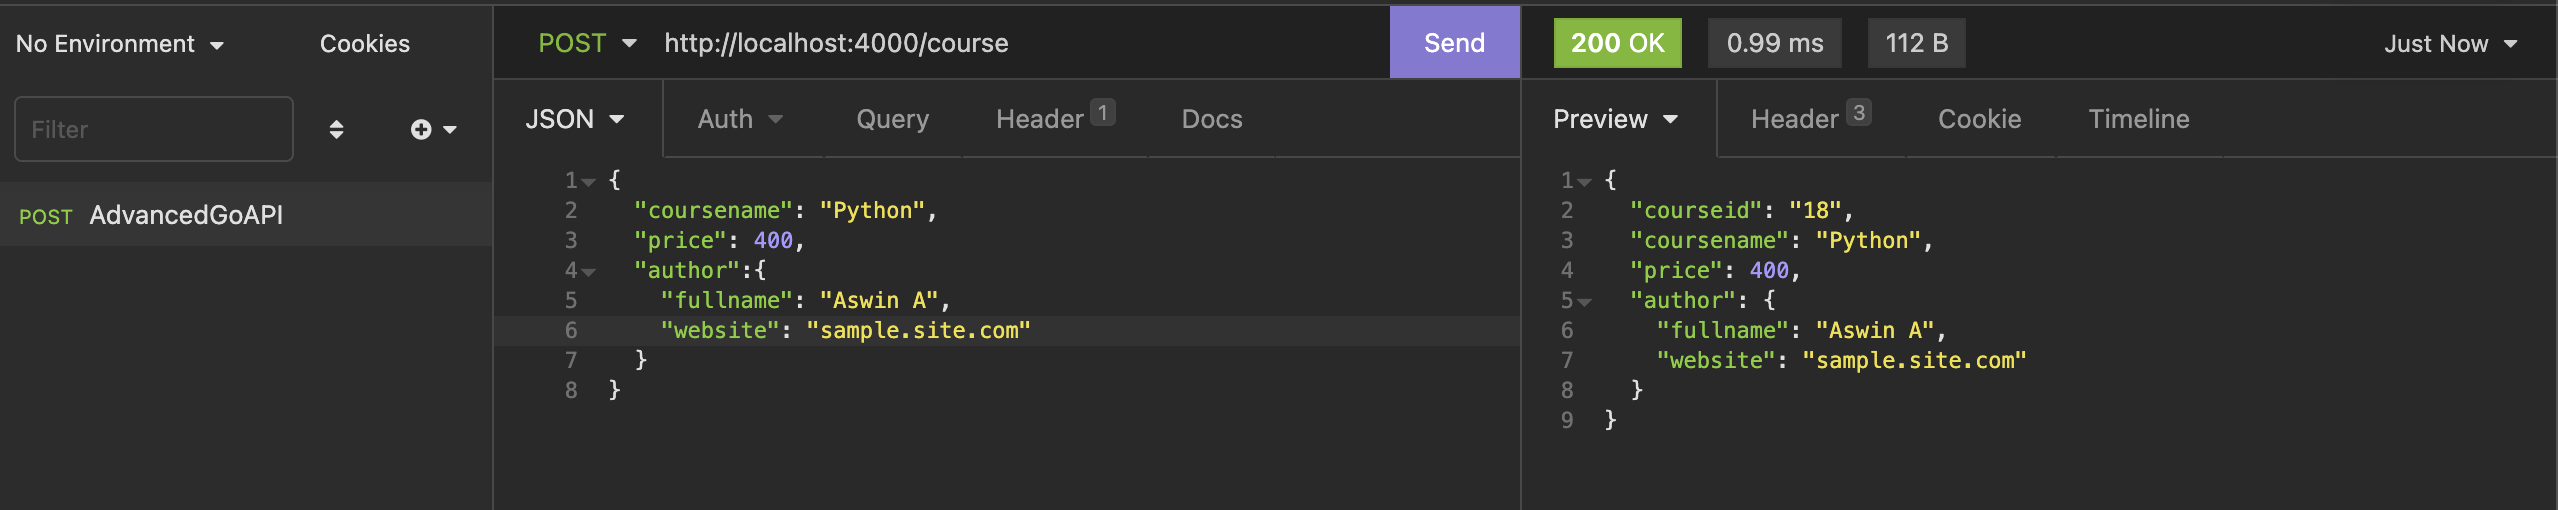 No Environment Cookies
Filter
POST AdvancedGoAPI
POST http://localhost:4000/course Send
JSON Auth Query Header 1 Docs
1 {
2 "coursename": "Python",
3 "price": 400,
4 "author":{
5 "fullname": "Aswin A",
6 "website": "sample.site.com"
7 }
8 }
200 OK 0.99 ms 112 B Just Now
Preview Header 3 Cookie Timeline
1 {
2 "courseid": "18",
3 "coursename": "Python",
4 "price": 400,
5 "author": {
6 "fullname": "Aswin A",
7 "website": "sample.site.com"
8 }
9 }